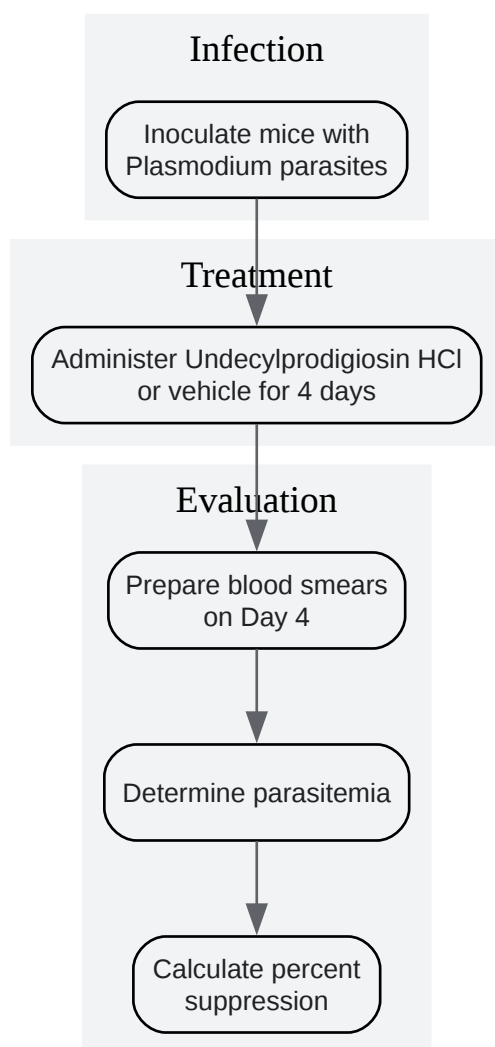 Infection
Inoculate mice with
Plasmodium parasites
Treatment
Administer Undecylprodigiosin HCl
or vehicle for 4 days
Evaluation
Prepare blood smears
on Day 4
Determine parasitemia
Calculate percent
suppression